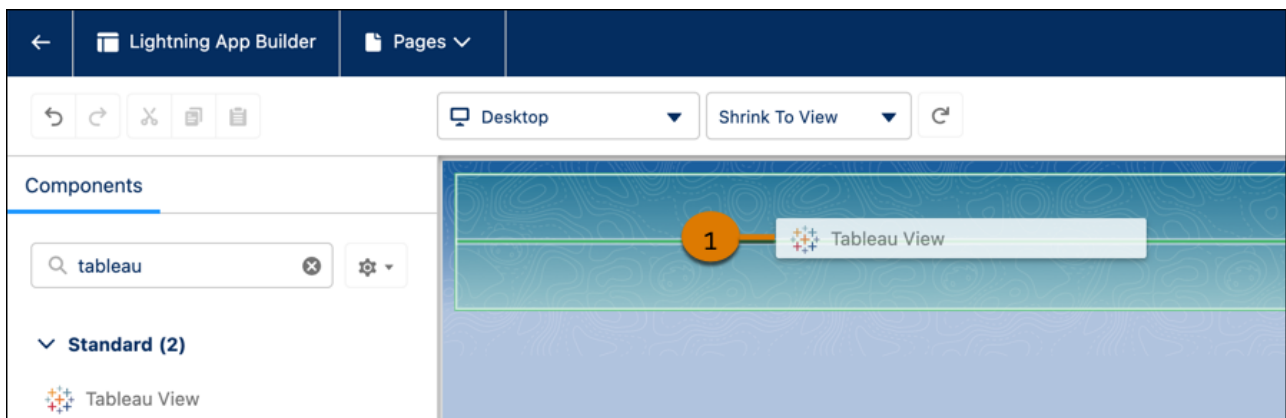 Lightning App Builder
Pages
Desktop
Shrink To View
Components
1
Tableau View
tableau
Standard (2)
Tableau View